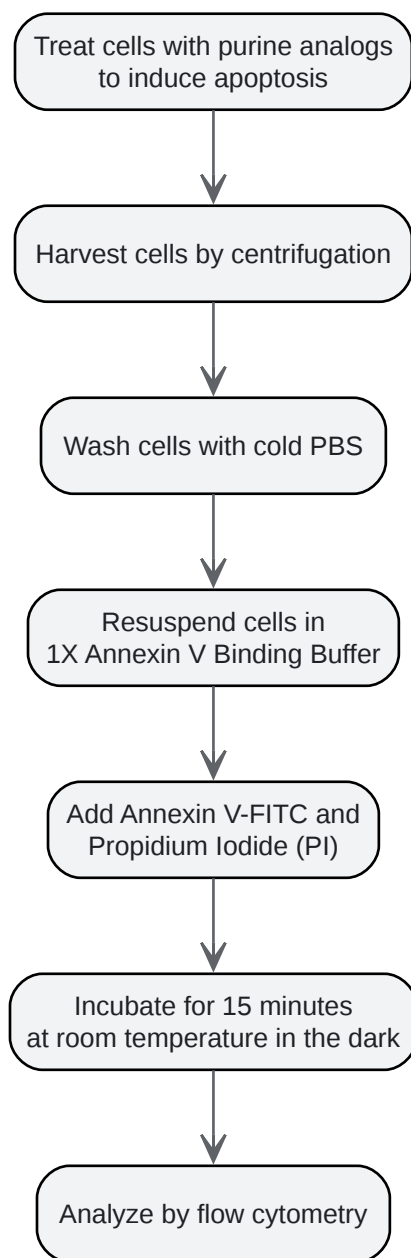 Treat cells with purine analogs
to induce apoptosis
Harvest cells by centrifugation
Wash cells with cold PBS
Resuspend cells in
1X Annexin V Binding Buffer
Add Annexin V-FITC and
Propidium Iodide (PI)
Incubate for 15 minutes
at room temperature in the dark
Analyze by flow cytometry